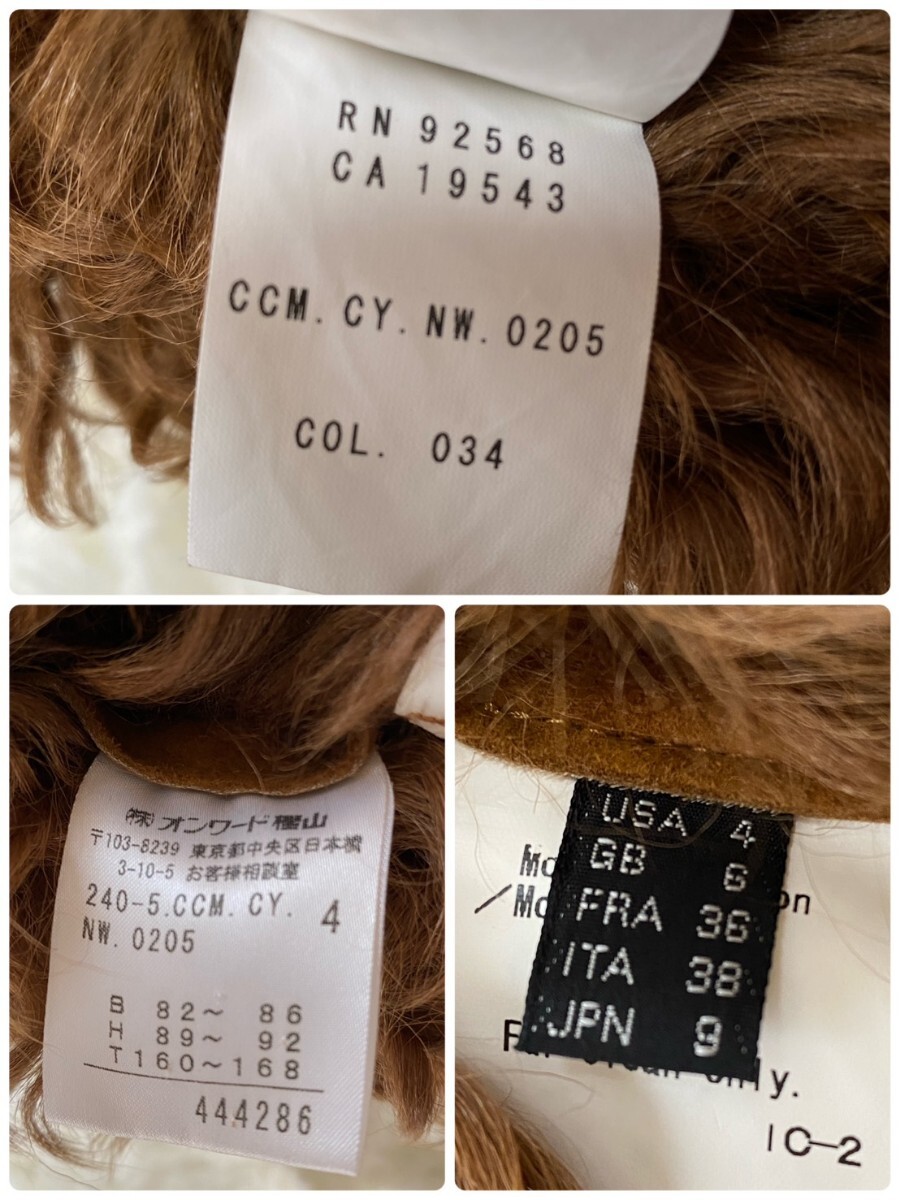 RN 92568
CA 19543
CCM. CY. NW. 0205
COL. 034
㈱オンワード樫山
〒103-8239 東京都中央区日本橋
3-10-5 お客様相談室
240-5.CCM.CY. 4
NW. 0205
B 82～ 86
H 89～ 92
T 160～168
444286
USA 4
GB 6
FRA 36
ITA 38
JPN 9
only.
IC-2